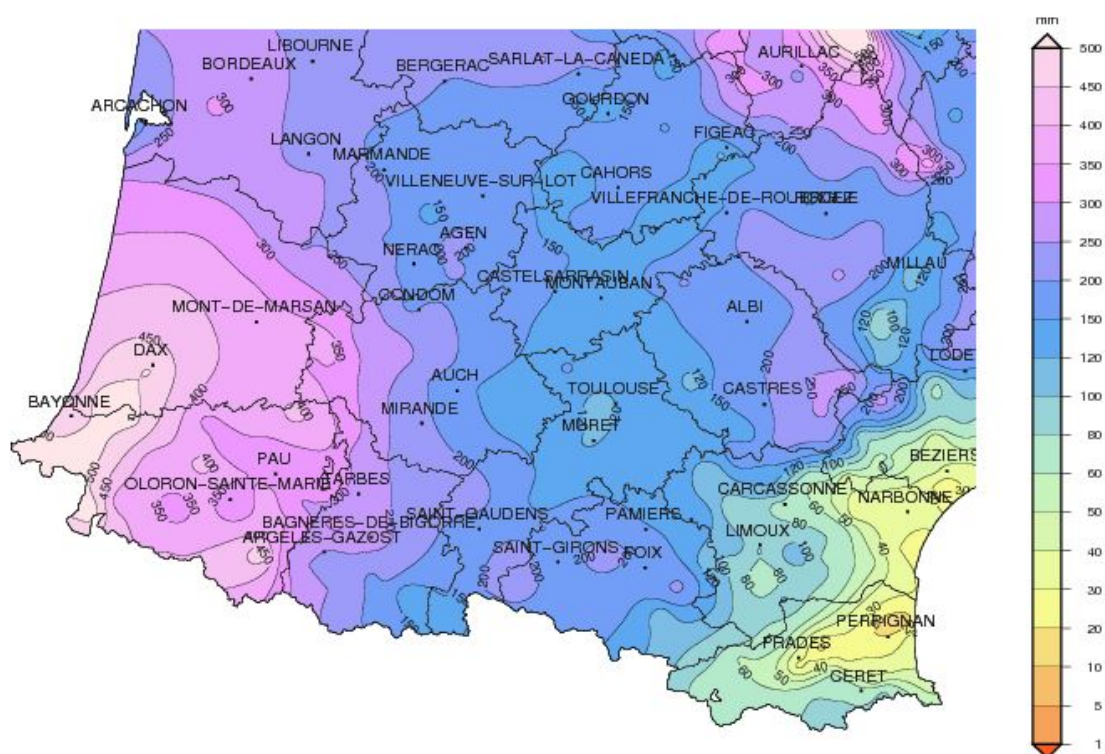 mm
500
450
400
350
300
250
200
150
120
100
80
60
50
40
30
20
10
5
1
LIBOURNE
BORDEAUX
BERGERAC
SARLAT-LA-CANEDA
AURILLAC
ARCACHON
GOURDON
LANGON
MARMANDE
FIGEAC
VILLENEUVE-SUR-LOT
CAHORS
VILLEFRANCHE-DE-ROUERGUE
AGEN
NERAC
MILLAU
CASTELSARRASIN
MONTAUBAN
CONDOM
MONT-DE-MARSAN
ALBI
DAX
LODE
AUCH
TOULOUSE
CASTRES
BAYONNE
MIRANDE
MURET
PAU
BEZIERS
OLORON-SAINTE-MARIE
TARBES
CARCASSONNE
NARBONNE
SAINT-GAUDENS
PAMIERS
BAGNERES-DE-BIGORRE
LIMOUX
ARGELES-GAZOST
SAINT-GIRONS
FOIX
PERPIGNAN
PRADES
CERET